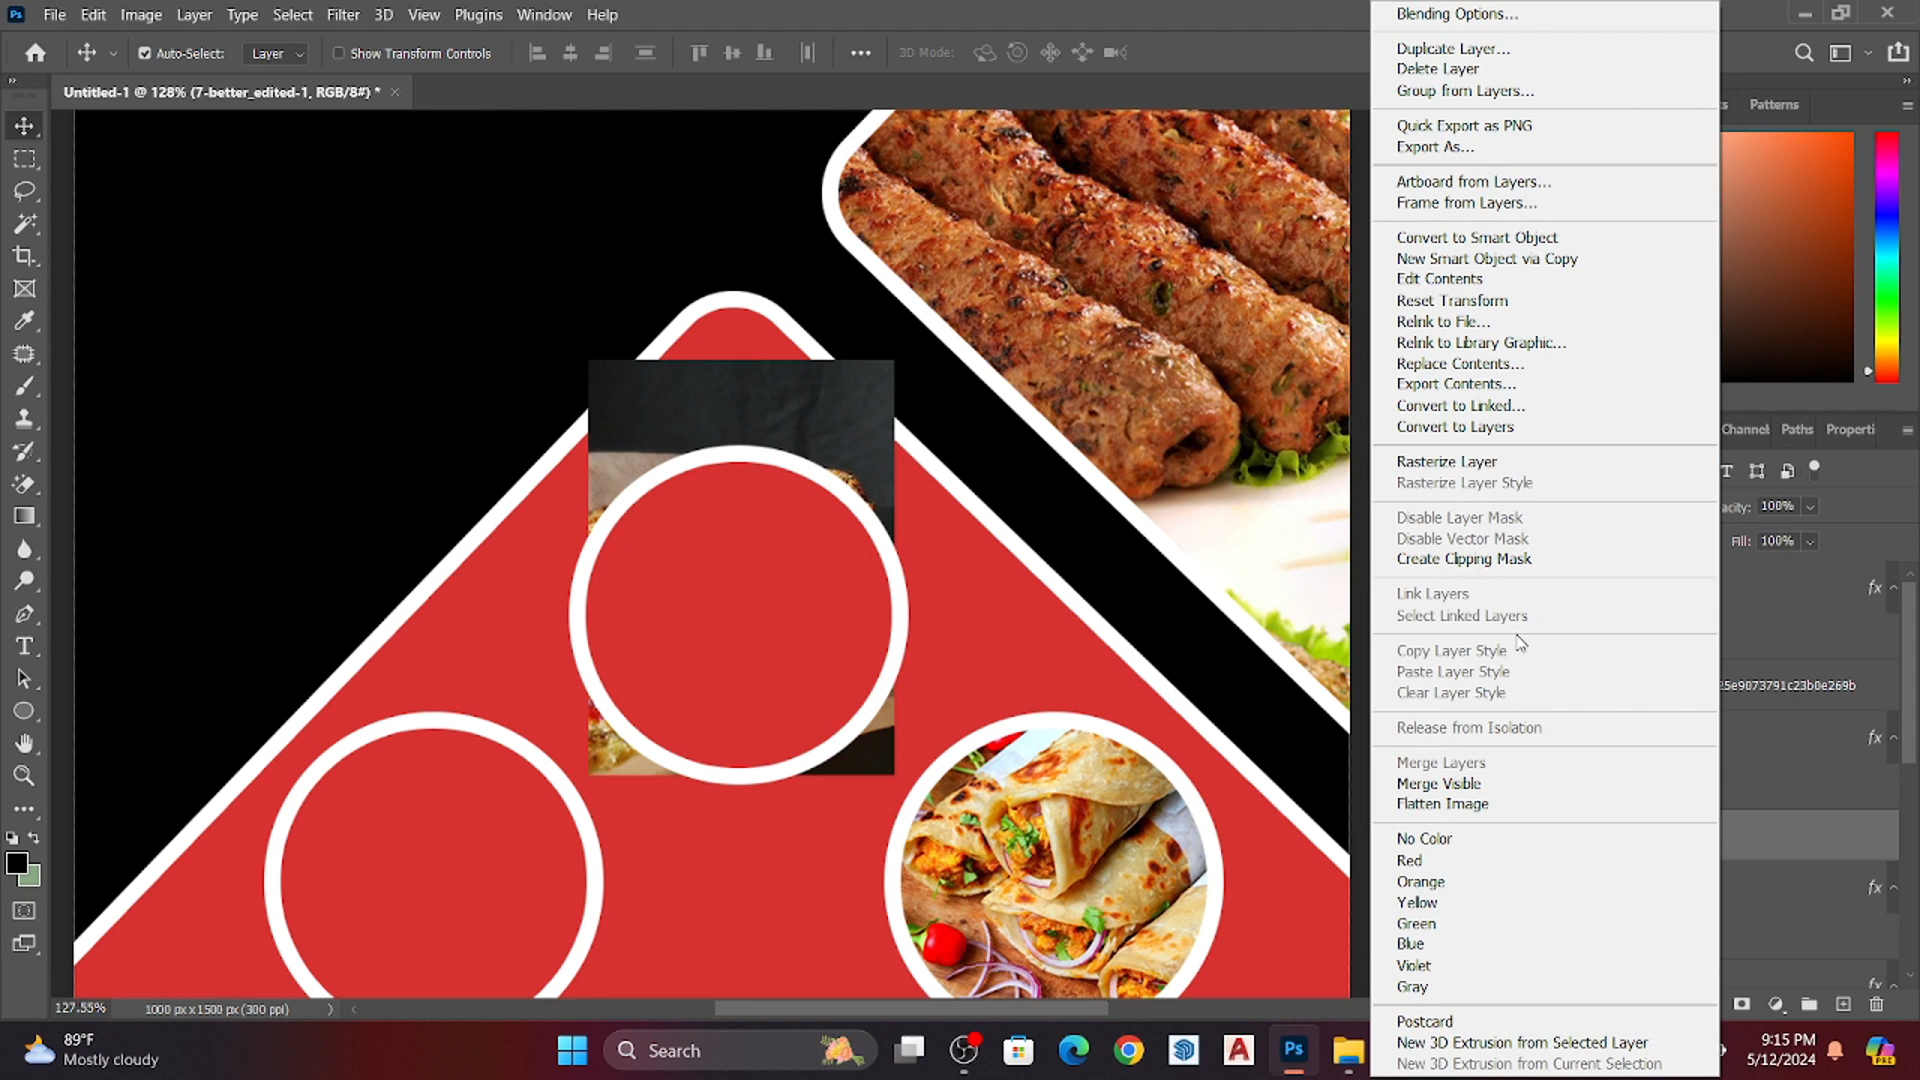 File Edit Image Layer Type Select Filter 3D View Plugins Window Help
Auto-Select: Layer Show Transform Controls 3D Mode:
Untitled-1 @ 128% (7-better_edited-1, RGB/8#) *
Blending Options...
Duplicate Layer...
Delete Layer
Group from Layers...
Quick Export as PNG
Export As...
Artboard from Layers...
Frame from Layers...
Convert to Smart Object
New Smart Object via Copy
Edit Contents
Reset Transform
Relnk to File...
Relnk to Library Graphic...
Replace Contents...
Export Contents...
Convert to Linked...
Convert to Layers
Rasterize Layer
Rasterize Layer Style
Disable Layer Mask
Disable Vector Mask
Create Clipping Mask
Link Layers
Select Linked Layers
Copy Layer Style
Paste Layer Style
Clear Layer Style
Release from Isolation
Merge Layers
Merge Visible
Flatten Image
No Color
Red
Orange
Yellow
Green
Blue
Violet
Gray
Postcard
New 3D Extrusion from Selected Layer
New 3D Extrusion from Current Selection
Patterns
Channel Paths Properti
acity: 100%
Fill: 100%
fx
25e9073791c23b0e269b
fx
fx
fx
127.55% 1000 px x 1500 px (300 ppi)
89°F
Mostly cloudy
Search
Ps
9:15 PM
5/12/2024
PRE